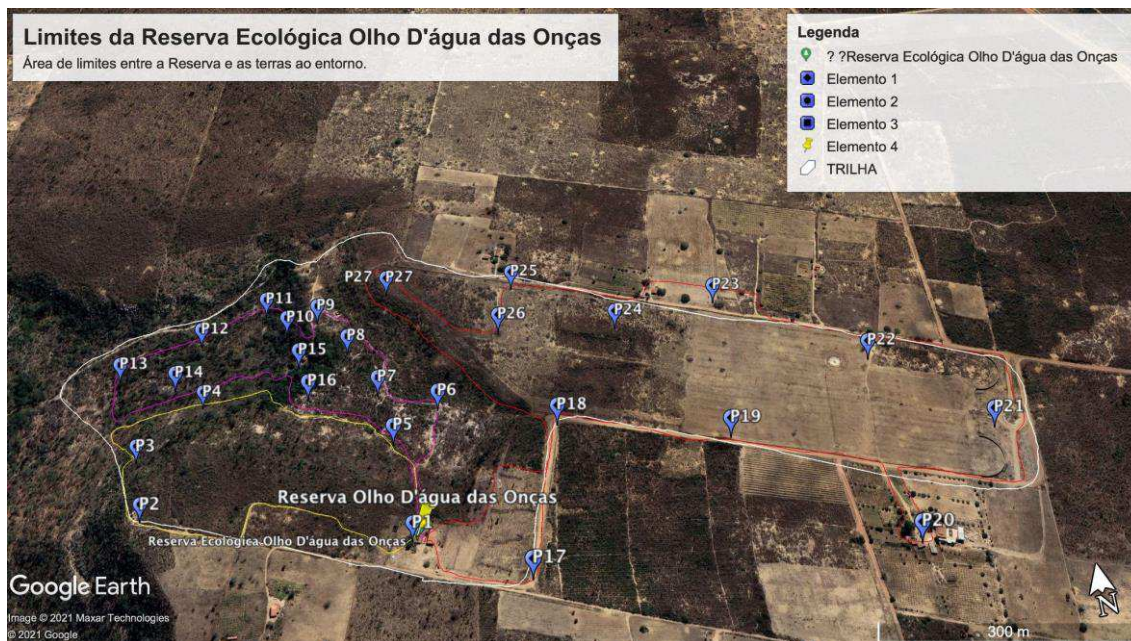 Limites da Reserva Ecológica Olho D'água das Onças
Área de limites entre a Reserva e as terras ao entorno.
Legenda
? ?Reserva Ecológica Olho D'água das Onças
Elemento 1
Elemento 2
Elemento 3
Elemento 4
TRILHA
P27
P27
P25
P23
P11
P9
P10
P26
P24
P12
P8
P22
P15
P13
P14
P16
P7
P4
P6
P18
P21
P19
P5
P3
Reserva Olho D'água das Onças
P2
P1
P20
Reserva Ecológica Olho D'água das Onças
P17
Google Earth
Image © 2021 Maxar Technologies
© 2021 Google
N
300 m